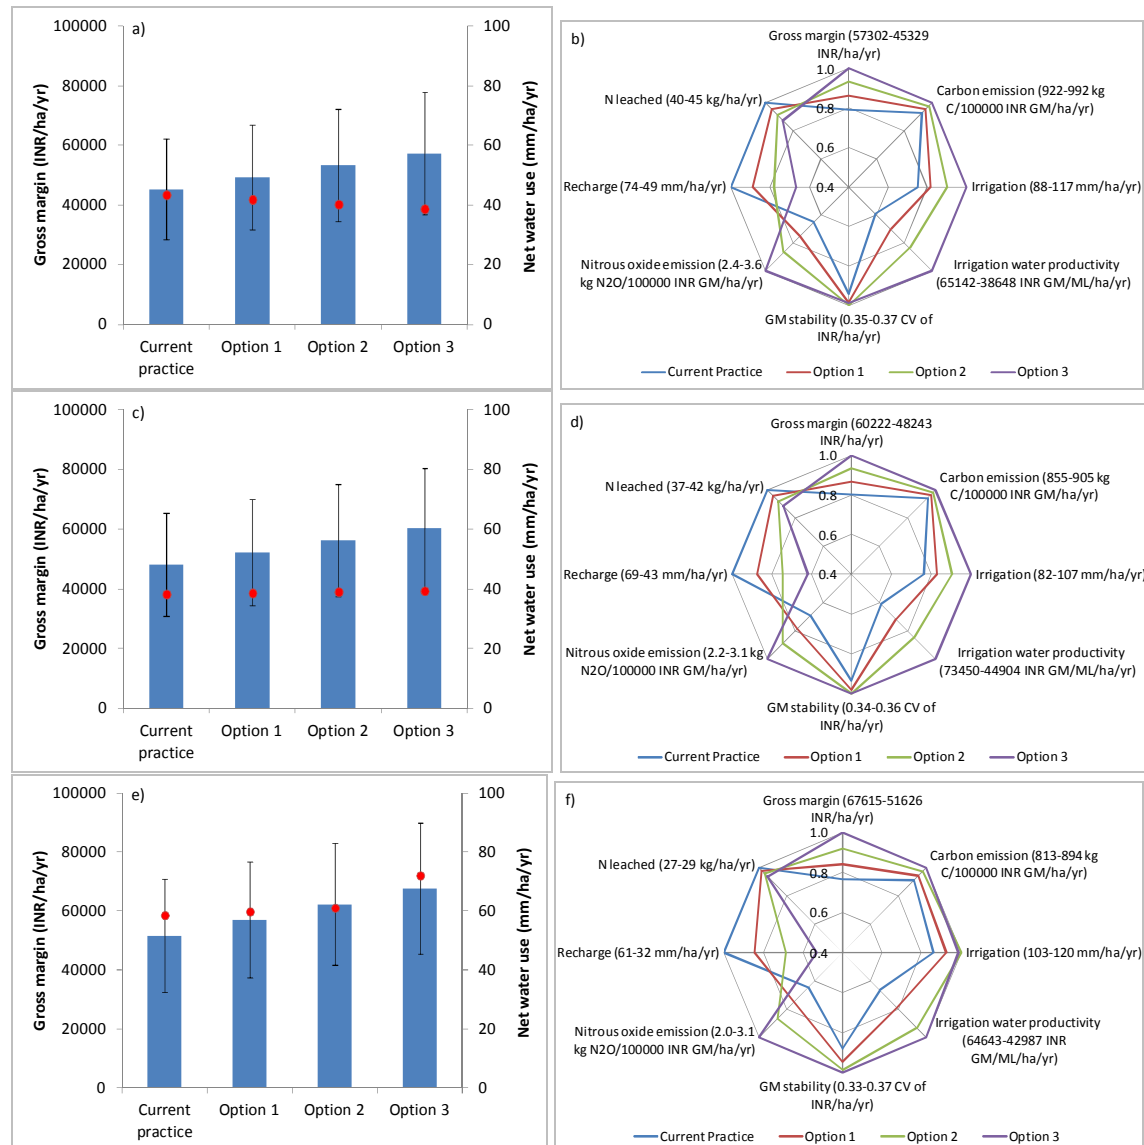 a)
Gross margin (INR/ha/yr)
100000
80000
60000
40000
20000
0
Current practice
Option 1
Option 2
Option 3
100
80
60
40
20
0
Net water use (mm/ha/yr)
b)
Gross margin (57302-45329
INR/ha/yr)
Carbon emission (922-992 kg
C/100000 INR GM/ha/yr)
Irrigation (88-117 mm/ha/yr)
Irrigation water productivity
(65142-38648 INR GM/ML/ha/yr)
GM stability (0.35-0.37 CV of
INR/ha/yr)
Nitrous oxide emission (2.4-3.6
kg N2O/100000 INR GM/ha/yr)
Recharge (74-49 mm/ha/yr)
N leached (40-45 kg/ha/yr)
1.0
0.8
0.6
0.4
Current Practice
Option 1
Option 2
Option 3
c)
Gross margin (INR/ha/yr)
100000
80000
60000
40000
20000
0
Current
practice
Option 1
Option 2
Option 3
100
80
60
40
20
0
Net water use (mm/ha/yr)
d)
Gross margin (60222-48243
INR/ha/yr)
Carbon emission (855-905 kg
C/100000 INR GM/ha/yr)
Irrigation (82-107 mm/ha/yr)
Irrigation water productivity
(73450-44904 INR GM/ML/ha/yr)
GM stability (0.34-0.36 CV of
INR/ha/yr)
Nitrous oxide emission (2.2-3.1 kg
N2O/100000 INR GM/ha/yr)
Recharge (69-43 mm/ha/yr)
N leached (37-42 kg/ha/yr)
1.0
0.8
0.6
0.4
Current Practice
Option 1
Option 2
Option 3
e)
Gross margin (INR/ha/yr)
100000
80000
60000
40000
20000
0
Current
practice
Option 1
Option 2
Option 3
100
80
60
40
20
0
Net water use (mm/ha/yr)
f)
Gross margin (67615-51626
INR/ha/yr)
Carbon emission (813-894 kg
C/100000 INR GM/ha/yr)
Irrigation (103-120 mm/ha/yr)
Irrigation water productivity
(64643-42987 INR
GM/ML/ha/yr)
GM stability (0.33-0.37 CV of
INR/ha/yr)
Nitrous oxide emission (2.0-3.1
kg N2O/100000 INR GM/ha/yr)
Recharge (61-32 mm/ha/yr)
N leached (27-29 kg/ha/yr)
1.0
0.8
0.6
0.4
Current Practice
Option 1
Option 2
Option 3